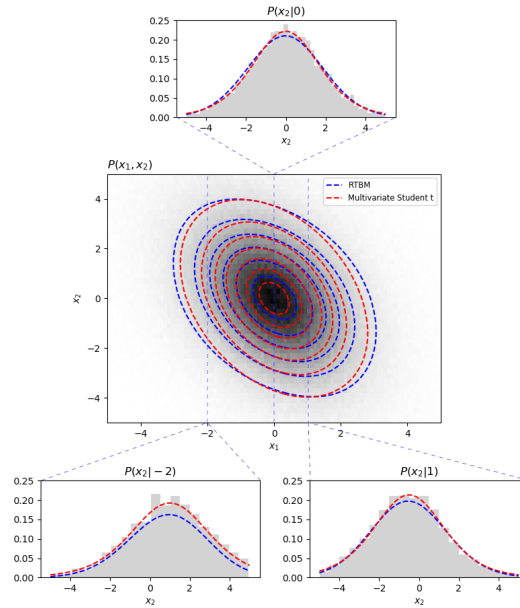 P(x₂|0)
0.25
0.20
0.15
0.10
0.05
0.00
−4 −2 0 2 4
x₂
P(x₁, x₂)
RTBM
Multivariate Student t
4
2
0
−2
−4
x₂
−4 −2 0 2 4
x₁
P(x₂|−2)
0.25
0.20
0.15
0.10
0.05
0.00
−4 −2 0 2 4
x₂
P(x₂|1)
0.25
0.20
0.15
0.10
0.05
0.00
−4 −2 0 2 4
x₂